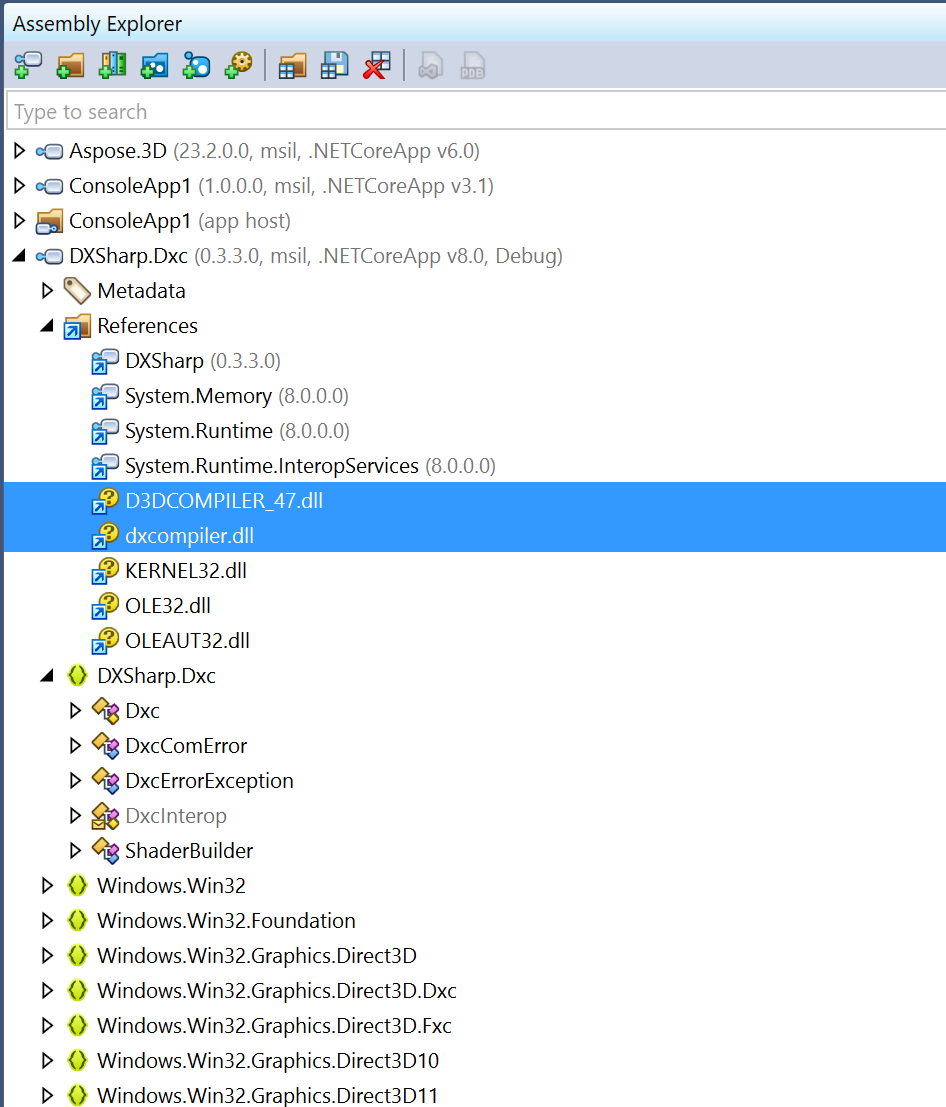 Assembly Explorer
PDB
Type to search
Aspose.3D (23.2.0.0, msil, .NETCoreApp v6.0)
ConsoleApp1 (1.0.0.0, msil, .NETCoreApp v3.1)
ConsoleApp1 (app host)
DXSharp.Dxc (0.3.3.0, msil, .NETCoreApp v8.0, Debug)
Metadata
References
DXSharp (0.3.3.0)
System.Memory (8.0.0.0)
System.Runtime (8.0.0.0)
System.Runtime.InteropServices (8.0.0.0)
D3DCOMPILER_47.dll
dxcompiler.dll
KERNEL32.dll
OLE32.dll
OLEAUT32.dll
DXSharp.Dxc
Dxc
DxcComError
DxcErrorException
DxcInterop
ShaderBuilder
Windows.Win32
Windows.Win32.Foundation
Windows.Win32.Graphics.Direct3D
Windows.Win32.Graphics.Direct3D.Dxc
Windows.Win32.Graphics.Direct3D.Fxc
Windows.Win32.Graphics.Direct3D10
Windows.Win32.Graphics.Direct3D11